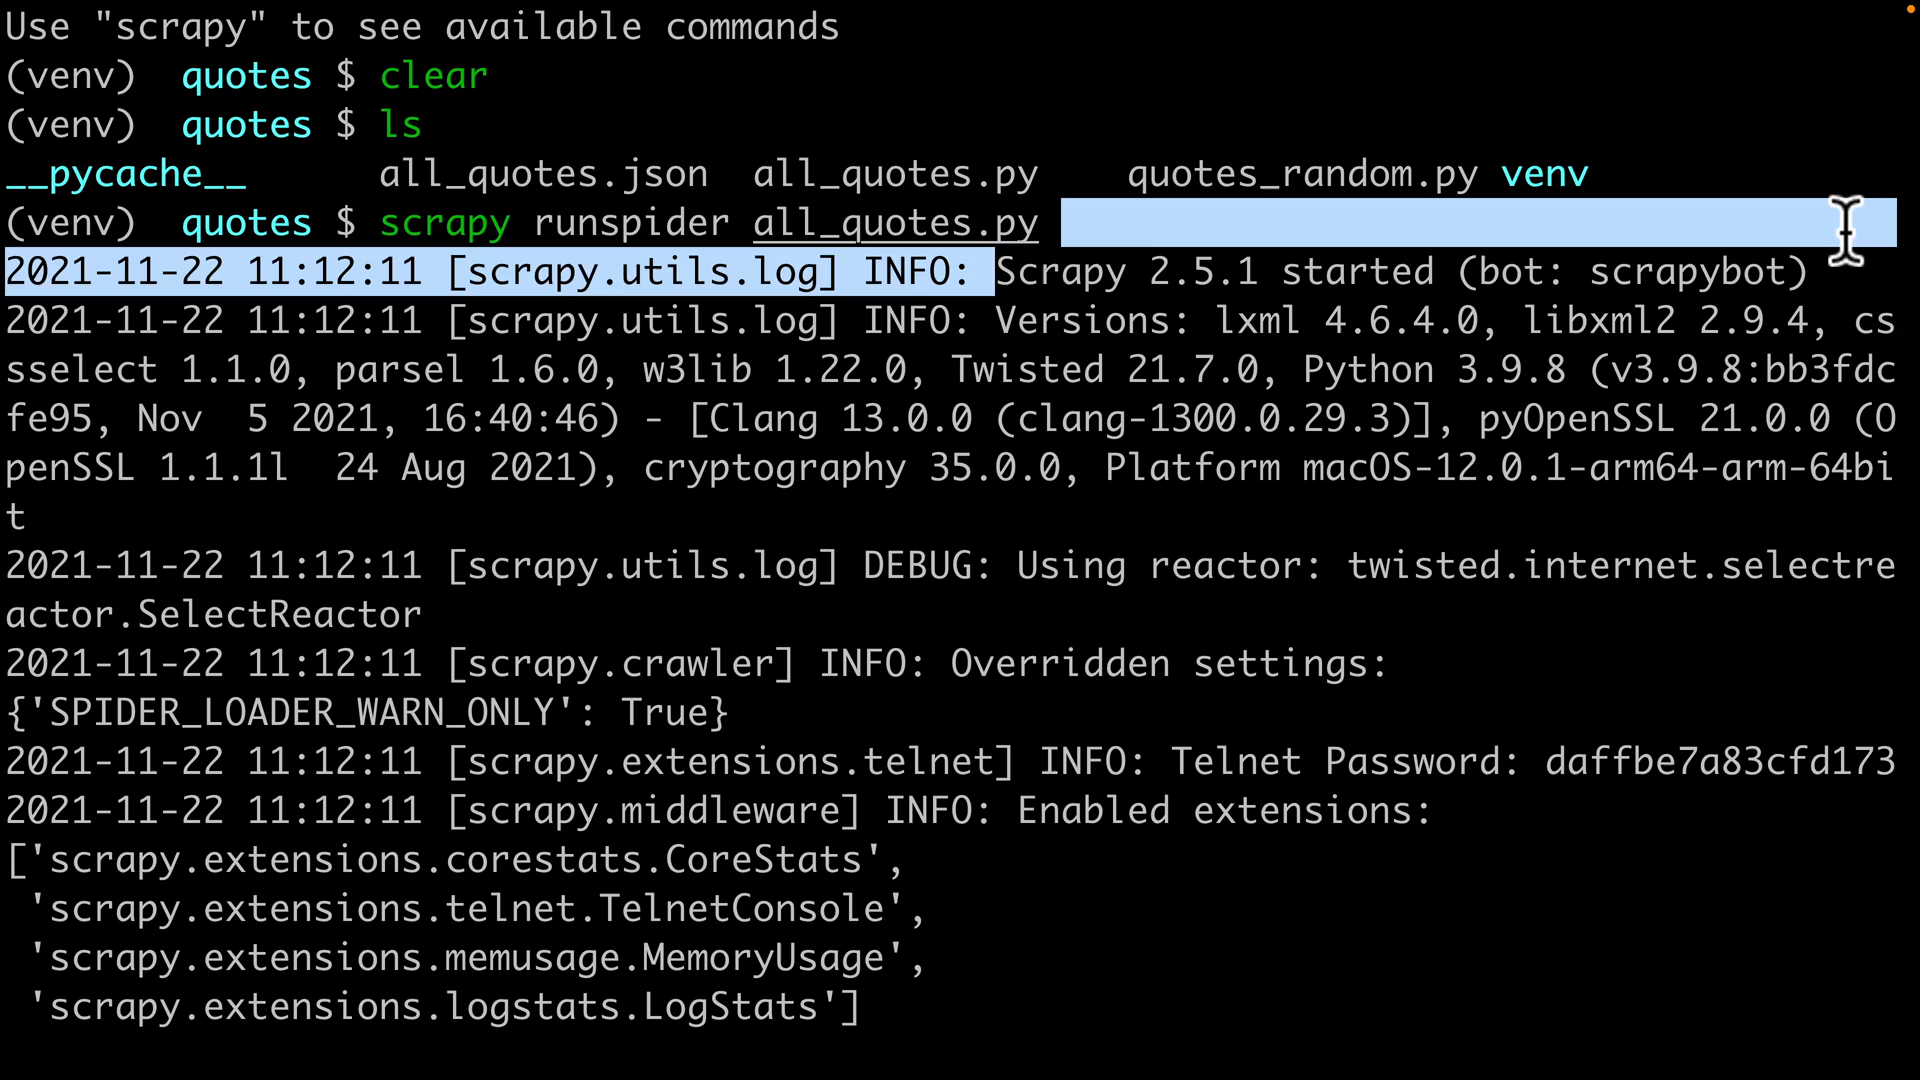 Use "scrapy" to see available commands
(venv)  quotes $ clear
(venv)  quotes $ ls
__pycache__      all_quotes.json  all_quotes.py    quotes_random.py venv
(venv)  quotes $ scrapy runspider all_quotes.py
2021-11-22 11:12:11 [scrapy.utils.log] INFO: Scrapy 2.5.1 started (bot: scrapybot)
2021-11-22 11:12:11 [scrapy.utils.log] INFO: Versions: lxml 4.6.4.0, libxml2 2.9.4, cs
sselect 1.1.0, parsel 1.6.0, w3lib 1.22.0, Twisted 21.7.0, Python 3.9.8 (v3.9.8:bb3fdc
fe95, Nov  5 2021, 16:40:46) - [Clang 13.0.0 (clang-1300.0.29.3)], pyOpenSSL 21.0.0 (O
penSSL 1.1.1l  24 Aug 2021), cryptography 35.0.0, Platform macOS-12.0.1-arm64-arm-64bi
t
2021-11-22 11:12:11 [scrapy.utils.log] DEBUG: Using reactor: twisted.internet.selectre
actor.SelectReactor
2021-11-22 11:12:11 [scrapy.crawler] INFO: Overridden settings:
{'SPIDER_LOADER_WARN_ONLY': True}
2021-11-22 11:12:11 [scrapy.extensions.telnet] INFO: Telnet Password: daffbe7a83cfd173
2021-11-22 11:12:11 [scrapy.middleware] INFO: Enabled extensions:
['scrapy.extensions.corestats.CoreStats',
 'scrapy.extensions.telnet.TelnetConsole',
 'scrapy.extensions.memusage.MemoryUsage',
 'scrapy.extensions.logstats.LogStats']